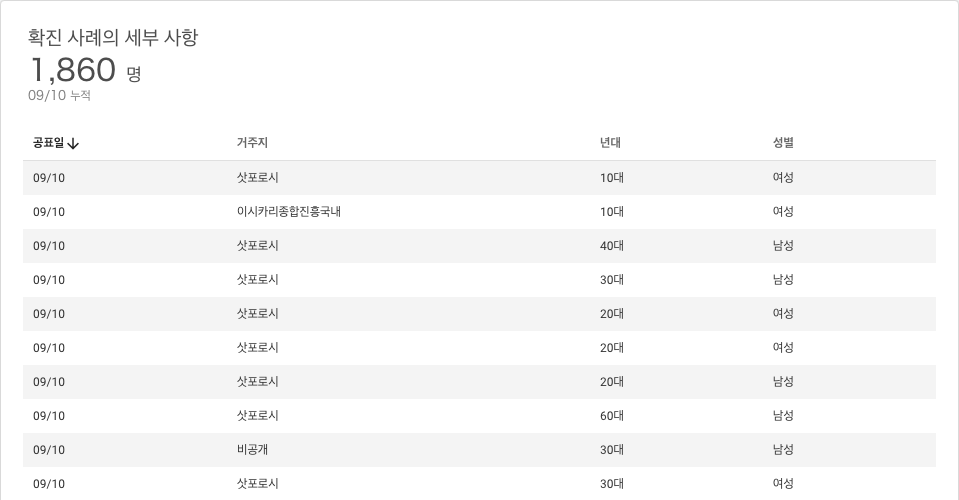 확진 사례의 세부 사항
1,860 명
09/10 누적
공표일↓ 거주지 년대 성별
09/10 삿포로시 10대 여성
09/10 이시카리종합진흥국내 10대 여성
09/10 삿포로시 40대 남성
09/10 삿포로시 30대 남성
09/10 삿포로시 20대 여성
09/10 삿포로시 20대 여성
09/10 삿포로시 20대 남성
09/10 삿포로시 60대 남성
09/10 비공개 30대 남성
09/10 삿포로시 30대 여성